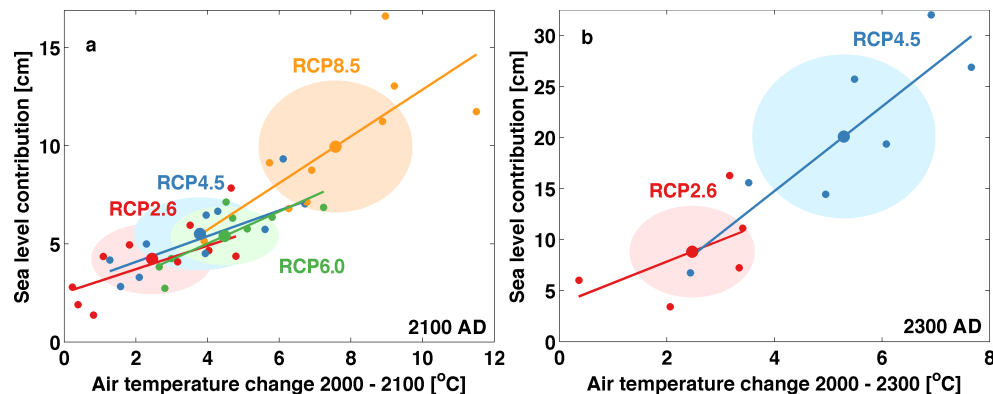 a
b
RCP8.5
RCP4.5
RCP2.6
RCP6.0
2100 AD
RCP4.5
RCP2.6
2300 AD
Sea level contribution [cm]
0
5
10
15
0 2 4 6 8 10 12
Air temperature change 2000 - 2100 [°C]
Sea level contribution [cm]
0
5
10
15
20
25
30
0 2 4 6 8
Air temperature change 2000 - 2300 [°C]